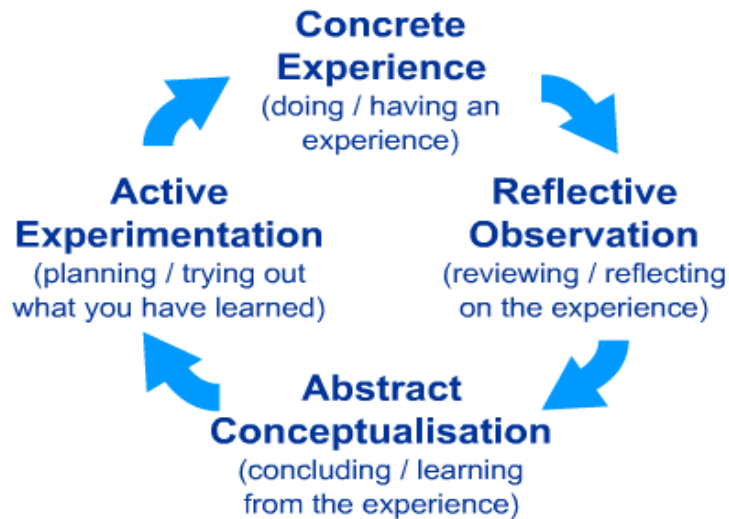 Concrete
Experience
(doing / having an
experience)
Reflective
Observation
(reviewing / reflecting
on the experience)
Abstract
Conceptualisation
(concluding / learning
from the experience)
Active
Experimentation
(planning / trying out
what you have learned)